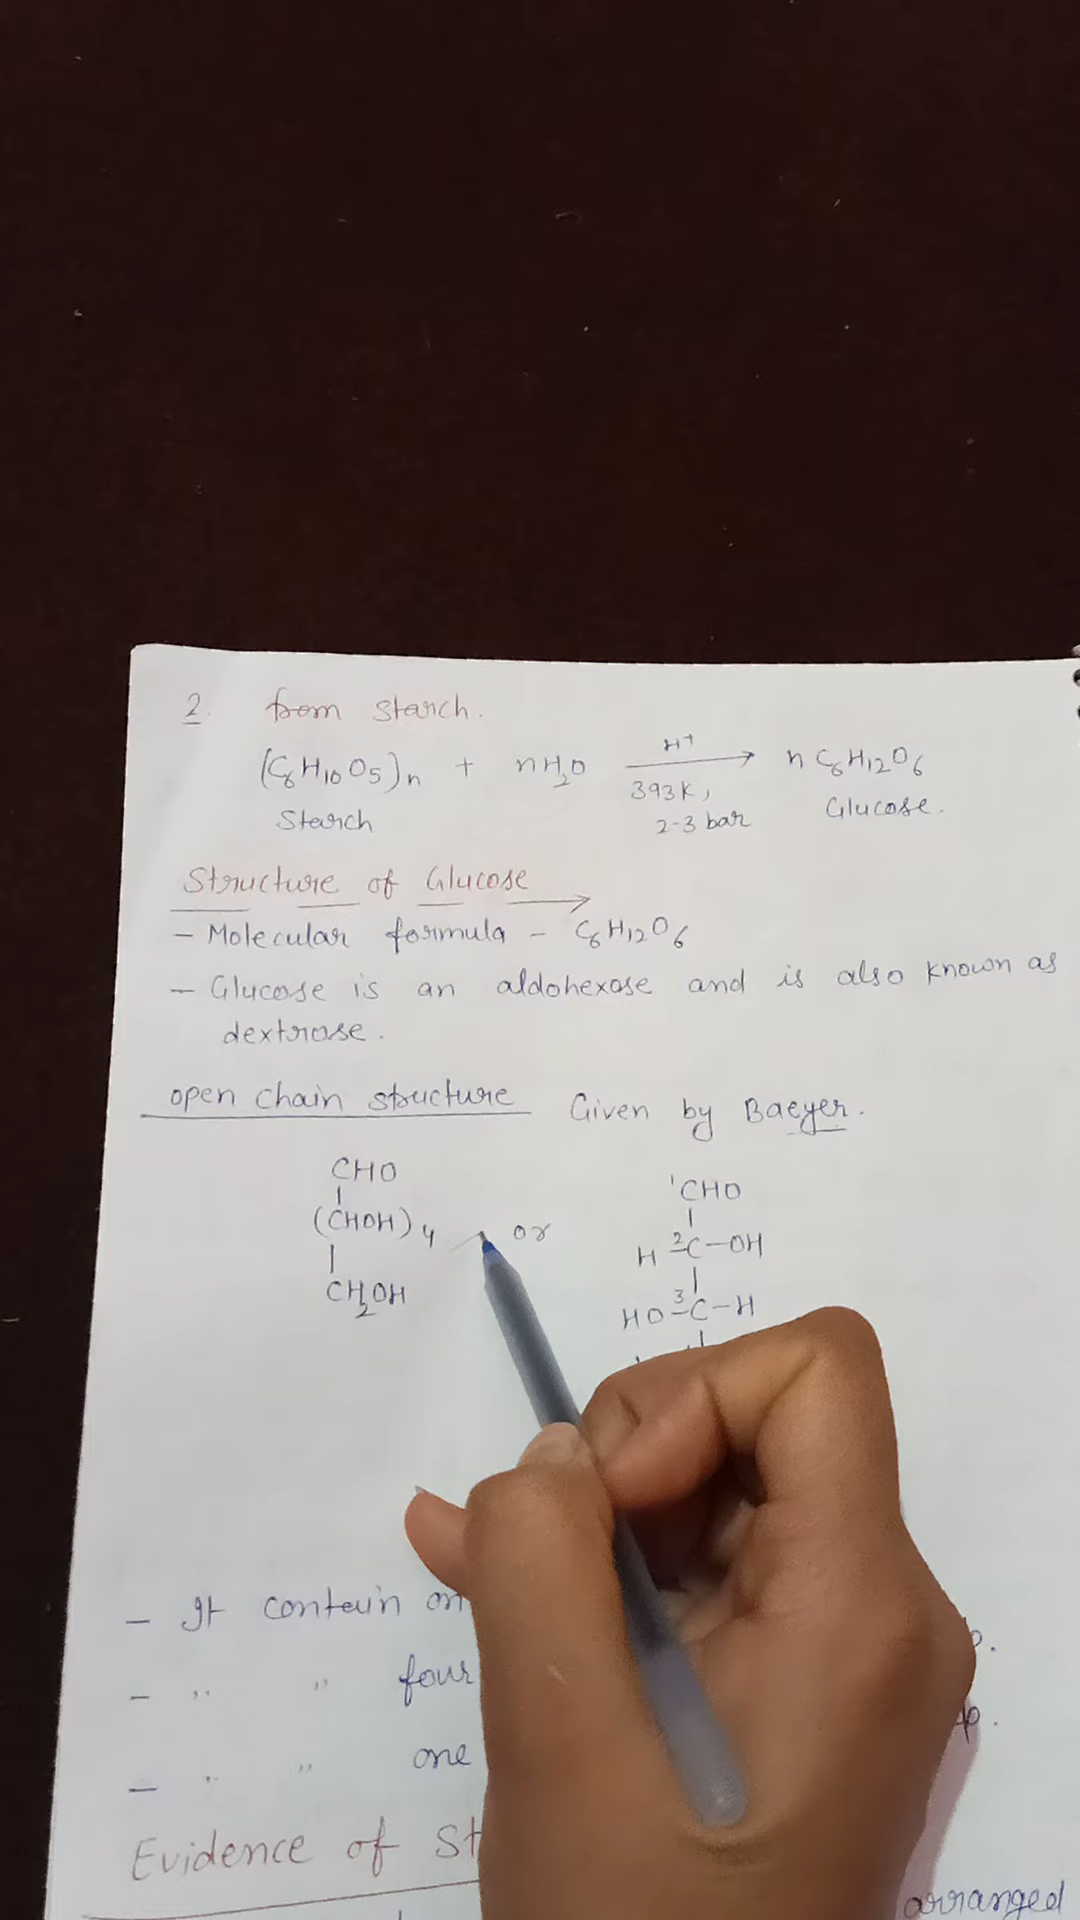 2. from starch.
(C6H10O5)n + nH2O H+ → n C6H12O6
393K,
2-3 bar
Starch Glucose.
Structure of Glucose
- Molecular formula - C6H12O6
- Glucose is an aldohexose and is also known as
dextrose.
open chain structure Given by Baeyer.
CHO
(CHOH)4 or
CH2OH
1CHO
H 2C-OH
HO 3C-H
- It contain
- " " four
- " " one
Evidence of
arranged